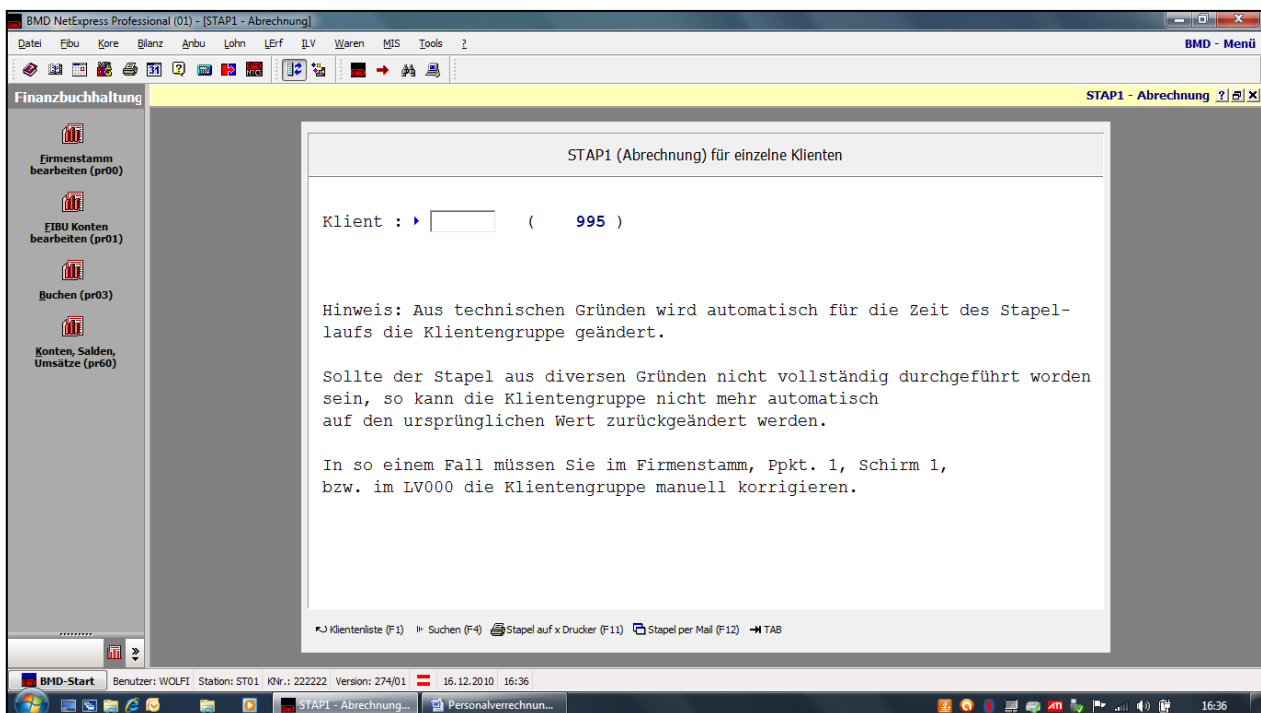 BMD NetExpress Professional (01) - [STAP1 - Abrechnung]
Datei Fibu Kore Bilanz Anbu Lohn LErf ILV Waren MIS Tools ? BMD - Menü
Finanzbuchhaltung
STAP1 - Abrechnung
Firmenstamm
bearbeiten (pr00)
FIBU Konten
bearbeiten (pr01)
Buchen (pr03)
Konten, Salden,
Umsätze (pr60)
STAP1 (Abrechnung) für einzelne Klienten
Klient : ( 995 )
Hinweis: Aus technischen Gründen wird automatisch für die Zeit des Stapel-
laufs die Klientengruppe geändert.
Sollte der Stapel aus diversen Gründen nicht vollständig durchgeführt worden
sein, so kann die Klientengruppe nicht mehr automatisch
auf den ursprünglichen Wert zurückgeändert werden.
In so einem Fall müssen Sie im Firmenstamm, Ppkt. 1, Schirm 1,
bzw. im LV000 die Klientengruppe manuell korrigieren.
Klientenliste (F1) Suchen (F4) Stapel auf x Drucker (F11) Stapel per Mail (F12) TAB
BMD-Start Benutzer: WOLFI Station: ST01 KNr.: 222222 Version: 274/01 16.12.2010 16:36
STAP1 - Abrechnung... Personalverrechnun... 16:36